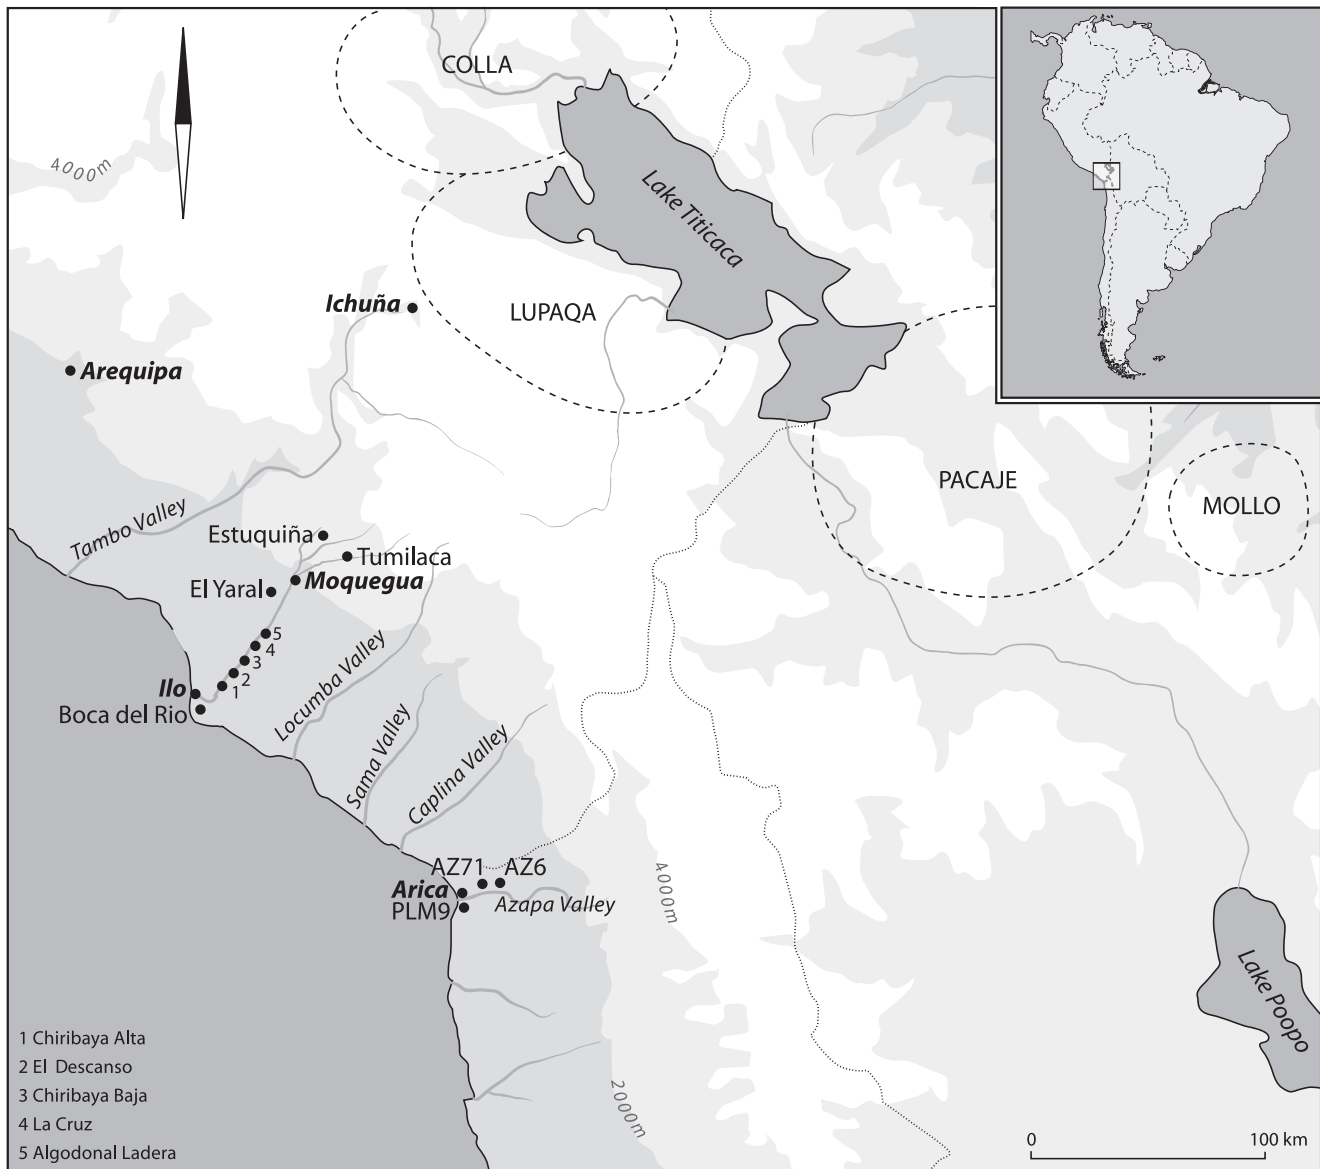 COLLA
4000m
Lake Titicaca
Ichuña
LUPAQA
Arequipa
PACAJE
MOLLO
Tambo Valley
Estuquiña
Tumilaca
Moquegua
El Yaral
5
4
3
2
1
Ilo
Boca del Rio
Locumba Valley
Sama Valley
Caplina Valley
AZ71
AZ6
Arica
PLM9
Azapa Valley
4000m
Lake Poopo
2000m
1 Chiribaya Alta
2 El Descanso
3 Chiribaya Baja
4 La Cruz
5 Algodonal Ladera
0
100 km